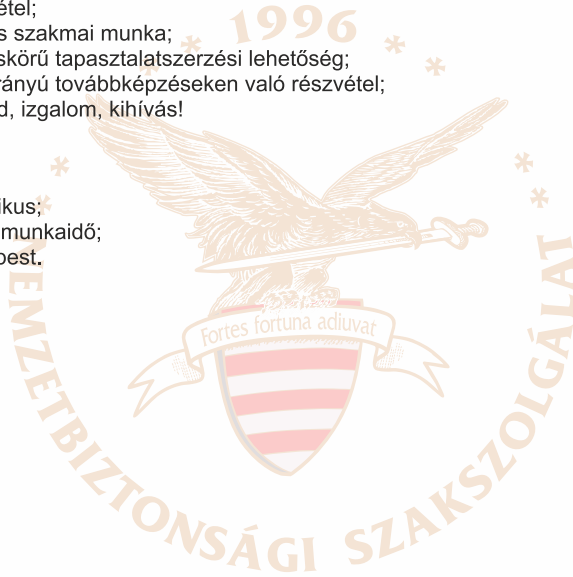 1996
étel;
s szakmai munka;
skörű tapasztalatszerzési lehetőség;
rányú továbbképzéseken való részvétel;
d, izgalom, kihívás!
ikus;
munkaidő;
pest.
Fortes fortuna adiuvat
NEMZETBIZTONSÁGI SZAKSZOLGÁLAT